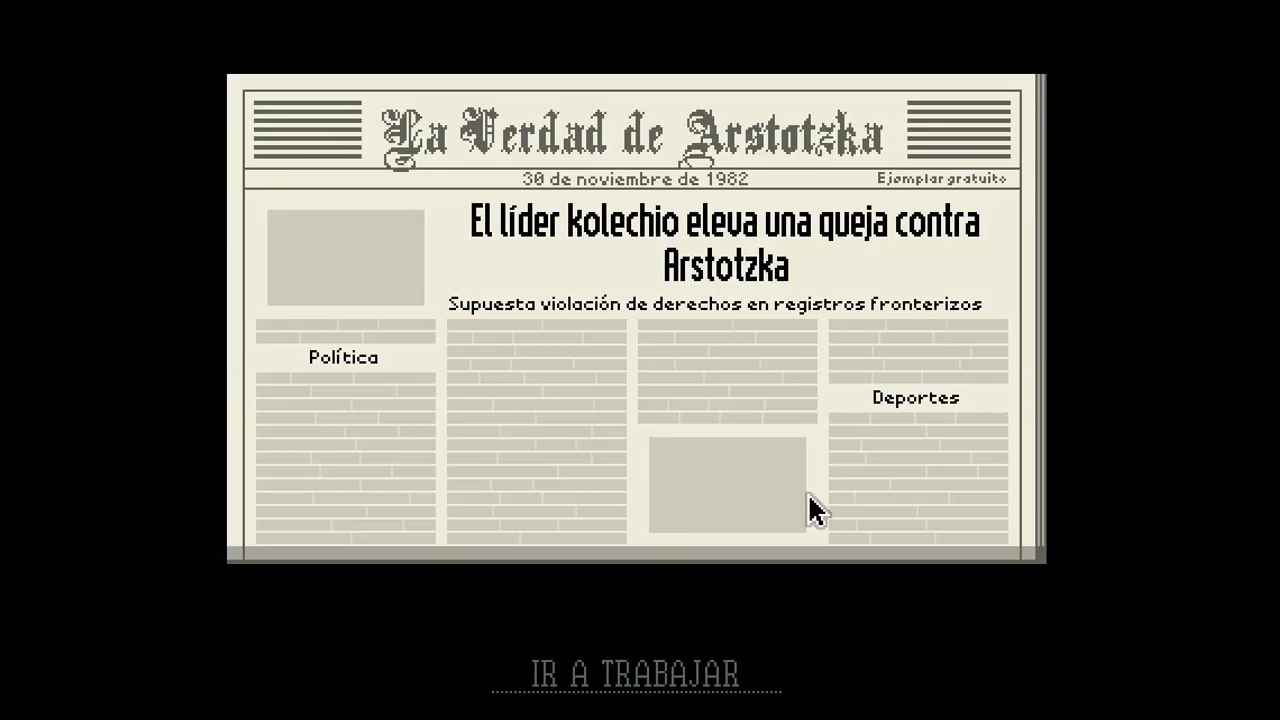 La Verdad de Arstotzka
30 de noviembre de 1982
Ejemplar gratuito
El líder kolechio eleva una queja contra
Arstotzka
Supuesta violación de derechos en registros fronterizos
Política
Deportes
IR A TRABAJAR